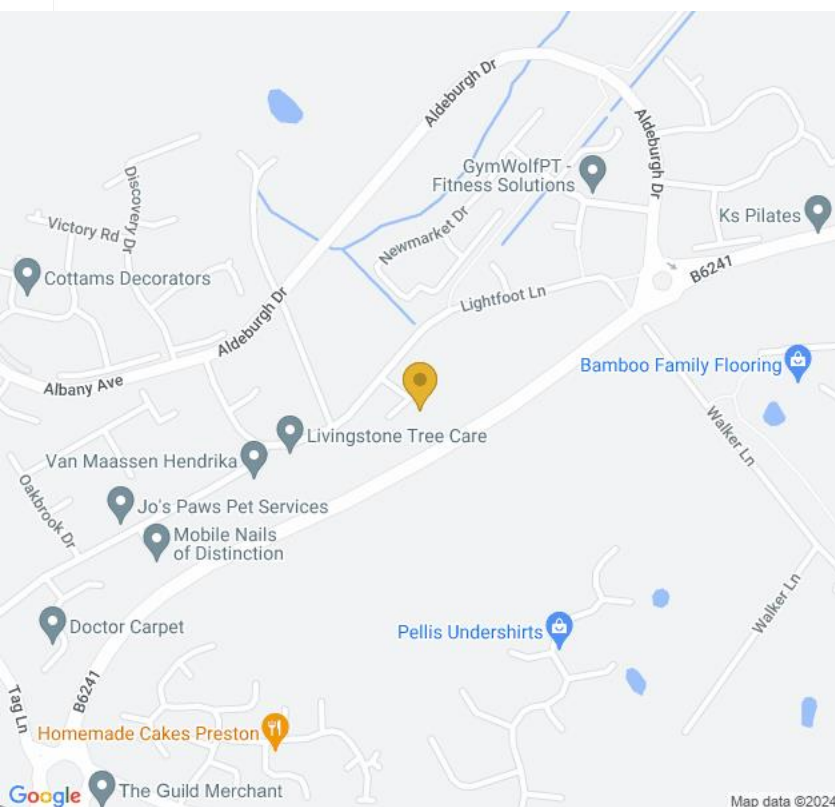 Aldeburgh Dr
Aldeburgh Dr
GymWolfPT -
Fitness Solutions
Discovery Dr
Victory Rd
Newmarket Dr
Ks Pilates
B6241
Cottams Decorators
Lightfoot Ln
Aldeburgh Dr
Albany Ave
Bamboo Family Flooring
Walker Ln
Livingstone Tree Care
Van Maassen Hendrika
Oakbrook Dr
Jo's Paws Pet Services
Mobile Nails
of Distinction
Walker Ln
Doctor Carpet
Pellis Undershirts
B6241
Tag Ln
Homemade Cakes Preston
The Guild Merchant
Google
Map data ©2024